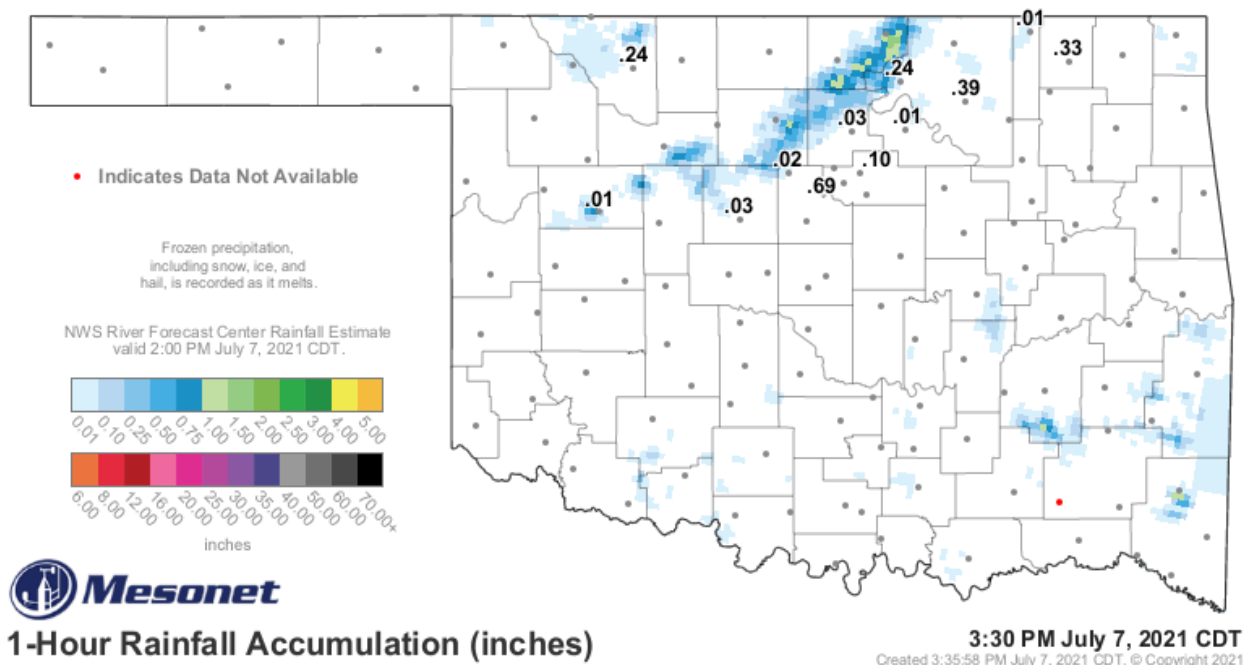 .01
.33
.24
.24
.39
.03
.01
.02
.10
.69
.01
.03
Indicates Data Not Available
Frozen precipitation,
including snow, ice, and
hail, is recorded as it melts.
NWS River Forecast Center Rainfall Estimate
valid 2:00 PM July 7, 2021 CDT.
0.01 0.10 0.25 0.50 0.75 1.00 1.50 2.00 2.50 3.00 4.00 5.00
6.00 8.00 12.00 16.00 20.00 25.00 30.00 35.00 40.00 50.00 60.00 70.00+
inches
Mesonet
1-Hour Rainfall Accumulation (inches)
3:30 PM July 7, 2021 CDT
Created 3:35:58 PM July 7, 2021 CDT. © Copyright 2021